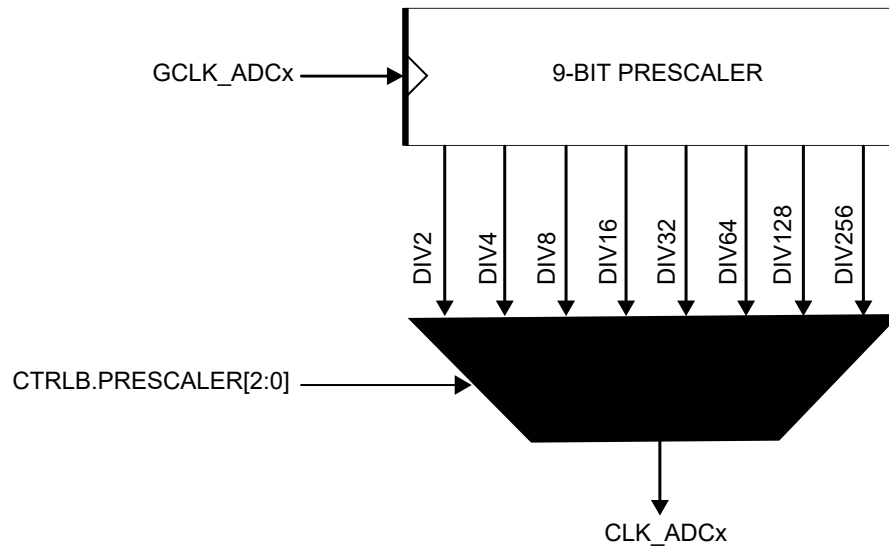 GCLK_ADCx
9-BIT PRESCALER
DIV2
DIV4
DIV8
DIV16
DIV32
DIV64
DIV128
DIV256
CTRLB.PRESCALER[2:0]
CLK_ADCx